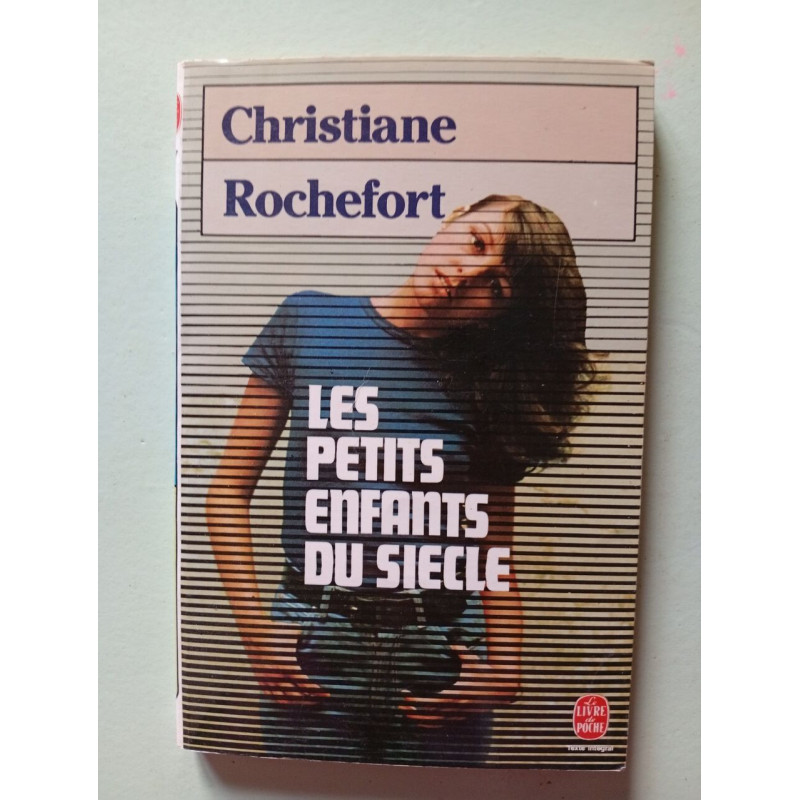 Christiane
Rochefort
LES
PETITS
ENFANTS
DU SIECLE
Le
LIVRE
de
POCHE
Texte intégral